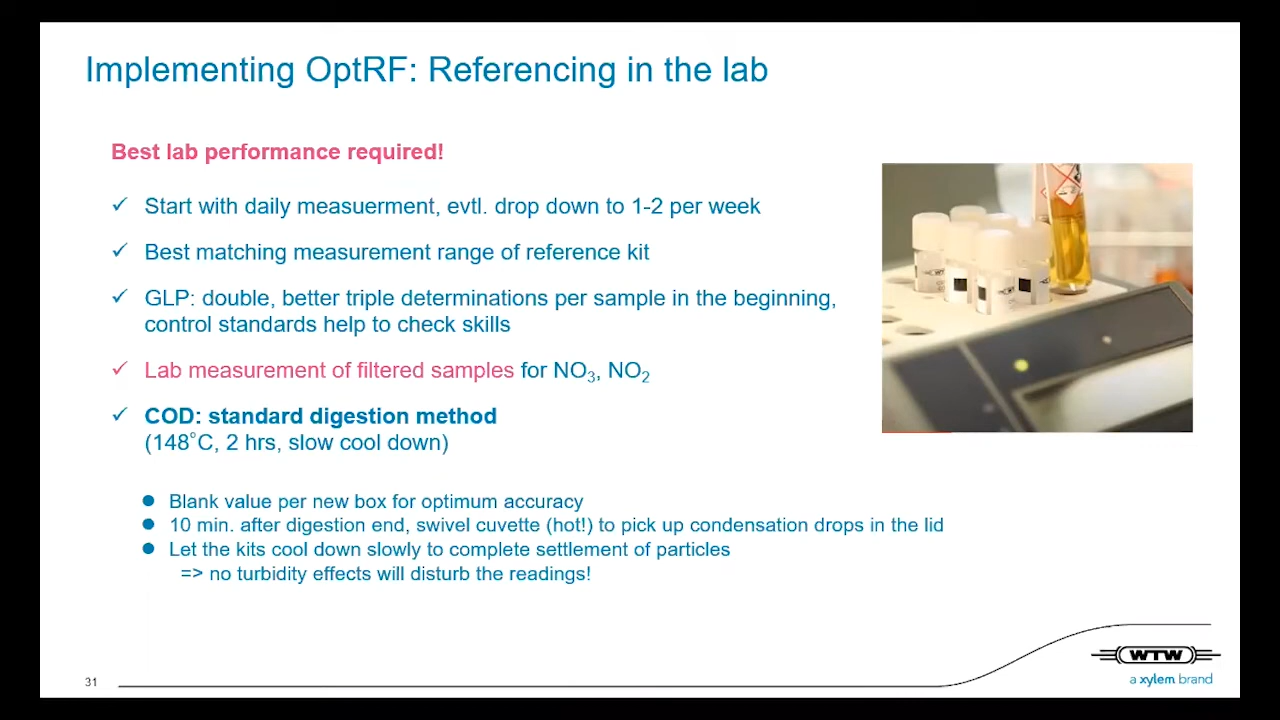 Implementing OptRF: Referencing in the lab
Best lab performance required!
✓ Start with daily measuerment, evtl. drop down to 1-2 per week
✓ Best matching measurement range of reference kit
✓ GLP: double, better triple determinations per sample in the beginning,
control standards help to check skills
✓ Lab measurement of filtered samples for NO₃, NO₂
✓ COD: standard digestion method
(148°C, 2 hrs, slow cool down)
● Blank value per new box for optimum accuracy
● 10 min. after digestion end, swivel cuvette (hot!) to pick up condensation drops in the lid
● Let the kits cool down slowly to complete settlement of particles
=> no turbidity effects will disturb the readings!
31
WTW
a xylem brand